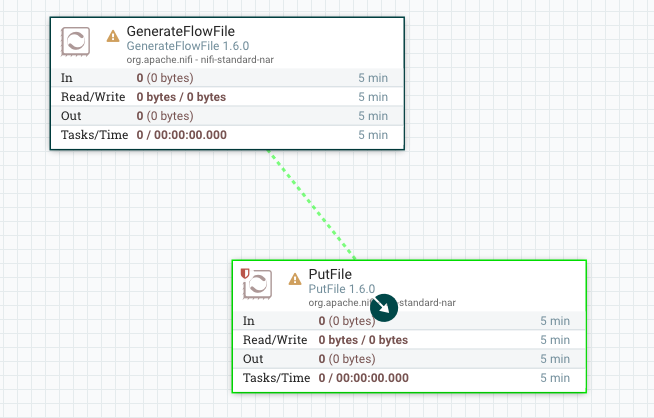 GenerateFlowFile
GenerateFlowFile 1.6.0
org.apache.nifi - nifi-standard-nar
In 0 (0 bytes) 5 min
Read/Write 0 bytes / 0 bytes 5 min
Out 0 (0 bytes) 5 min
Tasks/Time 0 / 00:00:00.000 5 min
PutFile
PutFile 1.6.0
org.apache.nifi -standard-nar
In 0 (0 bytes) 5 min
Read/Write 0 bytes / 0 bytes 5 min
Out 0 (0 bytes) 5 min
Tasks/Time 0 / 00:00:00.000 5 min